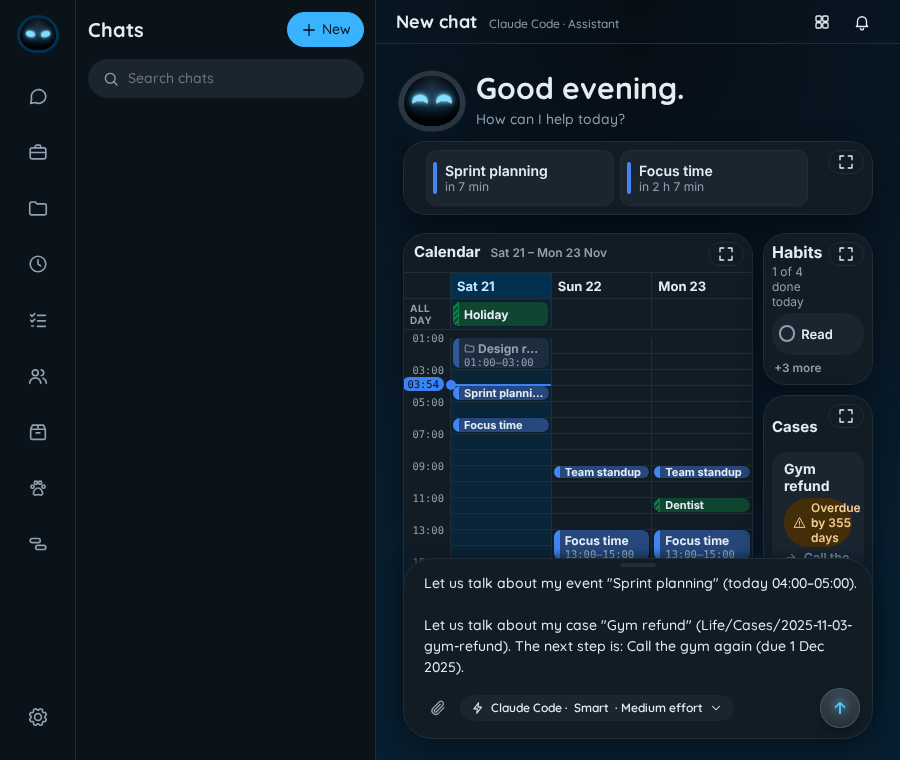 Chats
+ New
Search chats
New chat
Claude Code · Assistant
Good evening.
How can I help today?
Sprint planning
in 7 min
Focus time
in 2 h 7 min
Calendar
Sat 21 – Mon 23 Nov
Sat 21
Sun 22
Mon 23
ALL DAY
Holiday
01:00
Design r…
01:00–03:00
03:00
03:54
Sprint planni…
05:00
Focus time
07:00
09:00
Team standup
Team standup
11:00
Dentist
13:00
Focus time
13:00–15:00
Focus time
13:00–15:00
Habits
1 of 4
done
today
Read
+3 more
Cases
Gym
refund
Overdue
by 355
days
→ Call the
Let us talk about my event "Sprint planning" (today 04:00–05:00).
Let us talk about my case "Gym refund" (Life/Cases/2025-11-03-
gym-refund). The next step is: Call the gym again (due 1 Dec
2025).
Claude Code · Smart · Medium effort